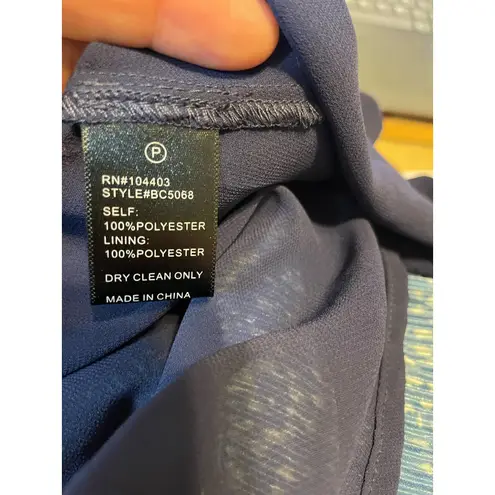 P
RN#104403
STYLE#BC5068
SELF:
100%POLYESTER
LINING:
100%POLYESTER
DRY CLEAN ONLY
MADE IN CHINA